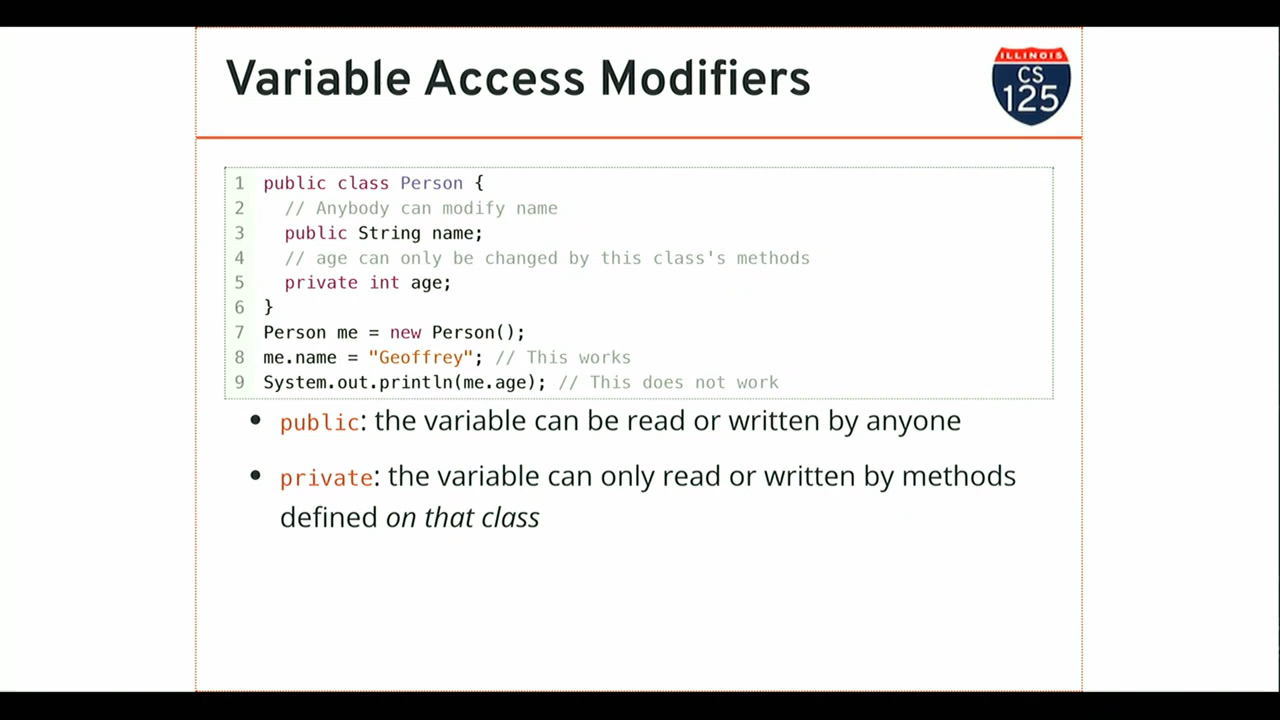 Variable Access Modifiers
ILLINOIS
CS
125
1 public class Person {
2 // Anybody can modify name
3 public String name;
4 // age can only be changed by this class's methods
5 private int age;
6 }
7 Person me = new Person();
8 me.name = "Geoffrey"; // This works
9 System.out.println(me.age); // This does not work
• public: the variable can be read or written by anyone
• private: the variable can only read or written by methods
defined on that class